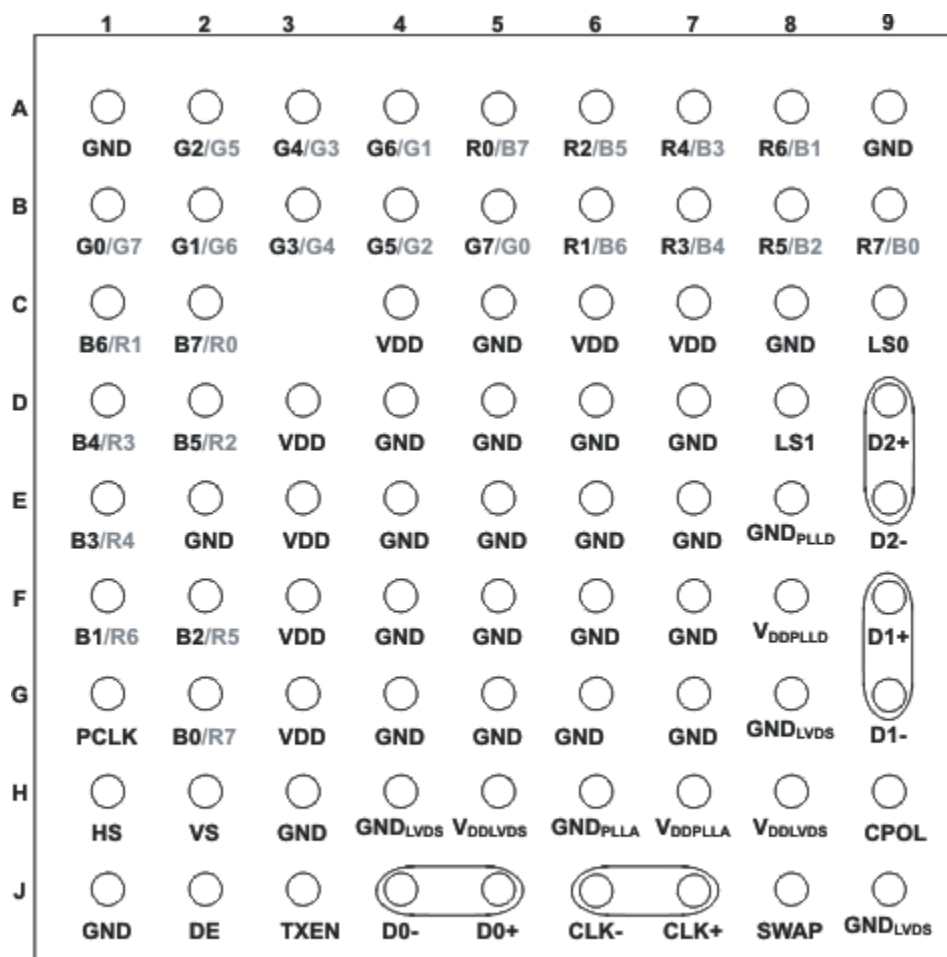 1 2 3 4 5 6 7 8 9
A
GND G2/G5 G4/G3 G6/G1 R0/B7 R2/B5 R4/B3 R6/B1 GND
B
G0/G7 G1/G6 G3/G4 G5/G2 G7/G0 R1/B6 R3/B4 R5/B2 R7/B0
C
B6/R1 B7/R0 VDD GND VDD VDD GND LS0
D
B4/R3 B5/R2 VDD GND GND GND GND LS1 D2+
E
B3/R4 GND VDD GND GND GND GND GNDPLLD D2-
F
B1/R6 B2/R5 VDD GND GND GND GND VDDPLLD D1+
G
PCLK B0/R7 VDD GND GND GND GND GNDLVDS D1-
H
HS VS GND GNDLVDS VDDLVDS GNDPLLA VDDPLLA VDDLVDS CPOL
J
GND DE TXEN D0- D0+ CLK- CLK+ SWAP GNDLVDS